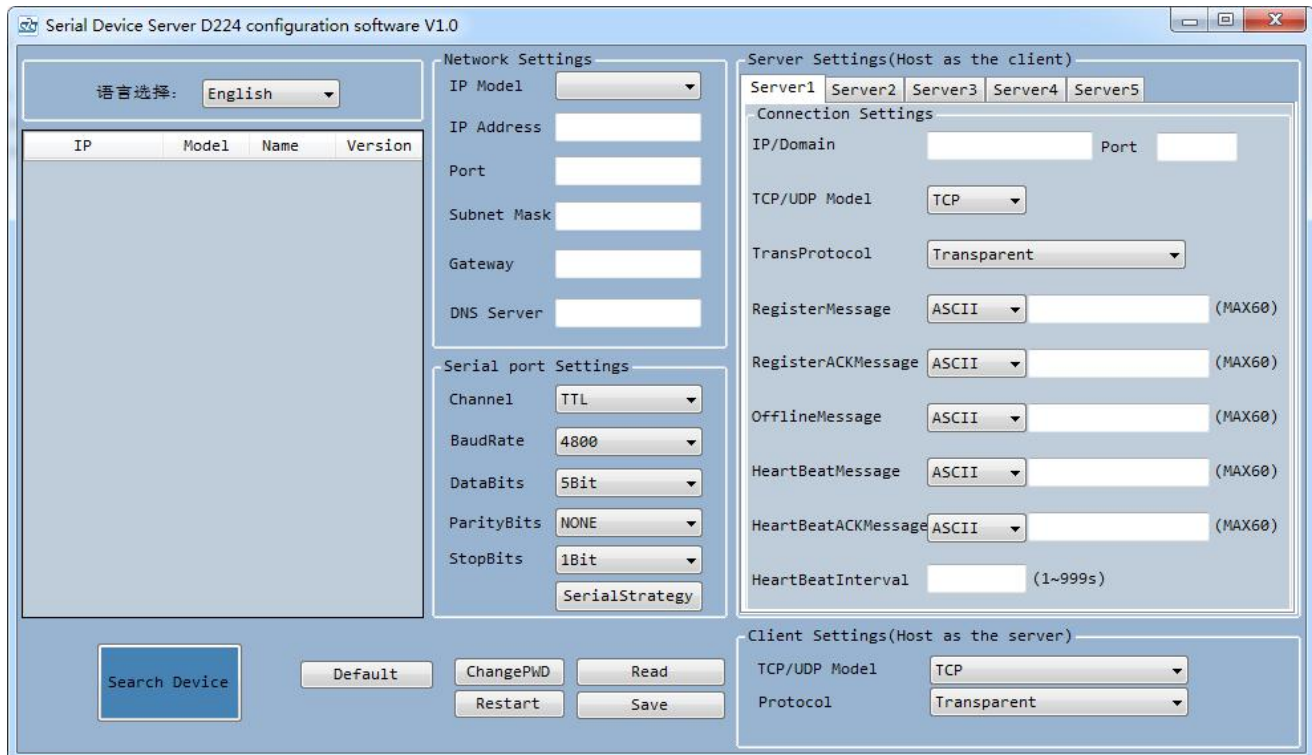 Serial Device Server D224 configuration software V1.0
语言选择: English
IP Model Name Version
Search Device
Default
Network Settings
IP Model
IP Address
Port
Subnet Mask
Gateway
DNS Server
Serial port Settings
Channel TTL
BaudRate 4800
DataBits 5Bit
ParityBits NONE
StopBits 1Bit
SerialStrategy
ChangePWD Read
Restart Save
Server Settings(Host as the client)
Server1 Server2 Server3 Server4 Server5
Connection Settings
IP/Domain Port
TCP/UDP Model TCP
TransProtocol Transparent
RegisterMessage ASCII (MAX60)
RegisterACKMessage ASCII (MAX60)
OfflineMessage ASCII (MAX60)
HeartBeatMessage ASCII (MAX60)
HeartBeatACKMessage ASCII (MAX60)
HeartBeatInterval (1~999s)
Client Settings(Host as the server)
TCP/UDP Model TCP
Protocol Transparent